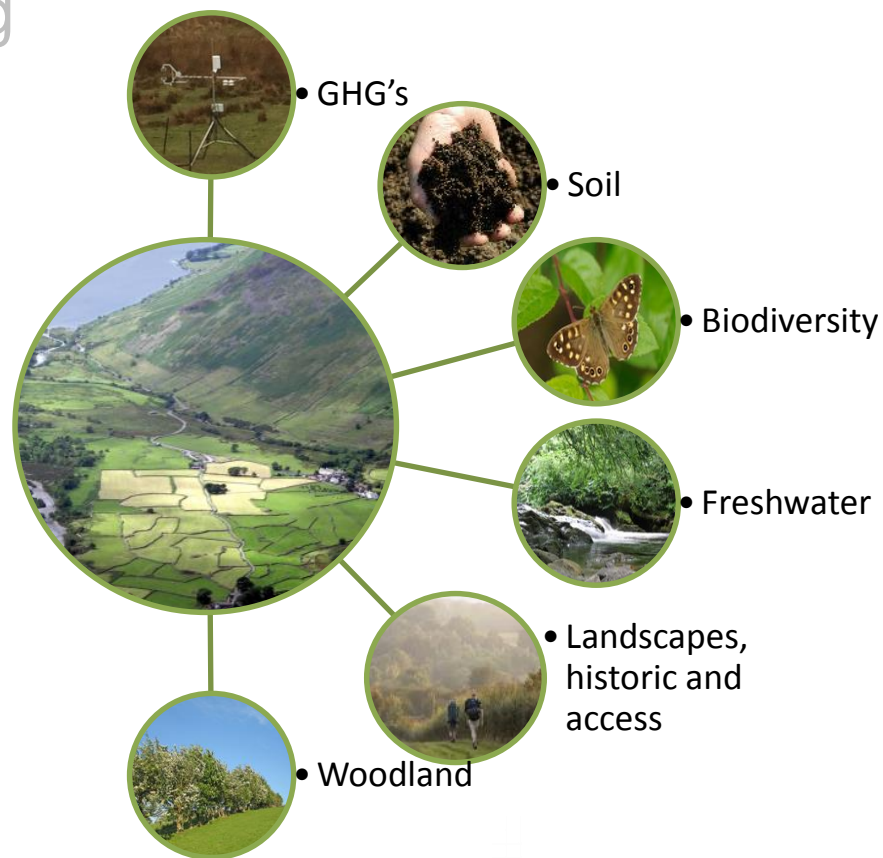 g
• GHG's
• Soil
• Biodiversity
• Freshwater
• Landscapes,
historic and
access
• Woodland